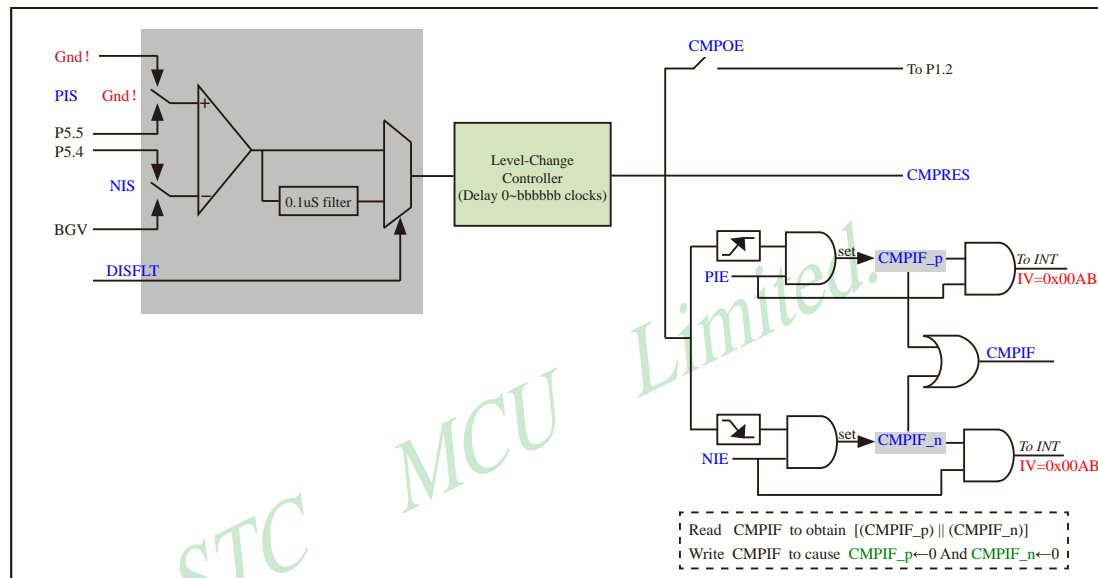 CMPOE
To P1.2
Gnd !
PIS
Gnd !
+
P5.5
P5.4
NIS
−
BGV
DISFLT
0.1uS filter
Level-Change
Controller
(Delay 0~bbbbbb clocks)
CMPRES
PIE
set
CMPIF_p
To INT
IV=0x00AB
CMPIF
NIE
set
CMPIF_n
To INT
IV=0x00AB
STC MCU Limited.
Read CMPIF to obtain [(CMPIF_p) || (CMPIF_n)]
Write CMPIF to cause CMPIF_p←0 And CMPIF_n←0